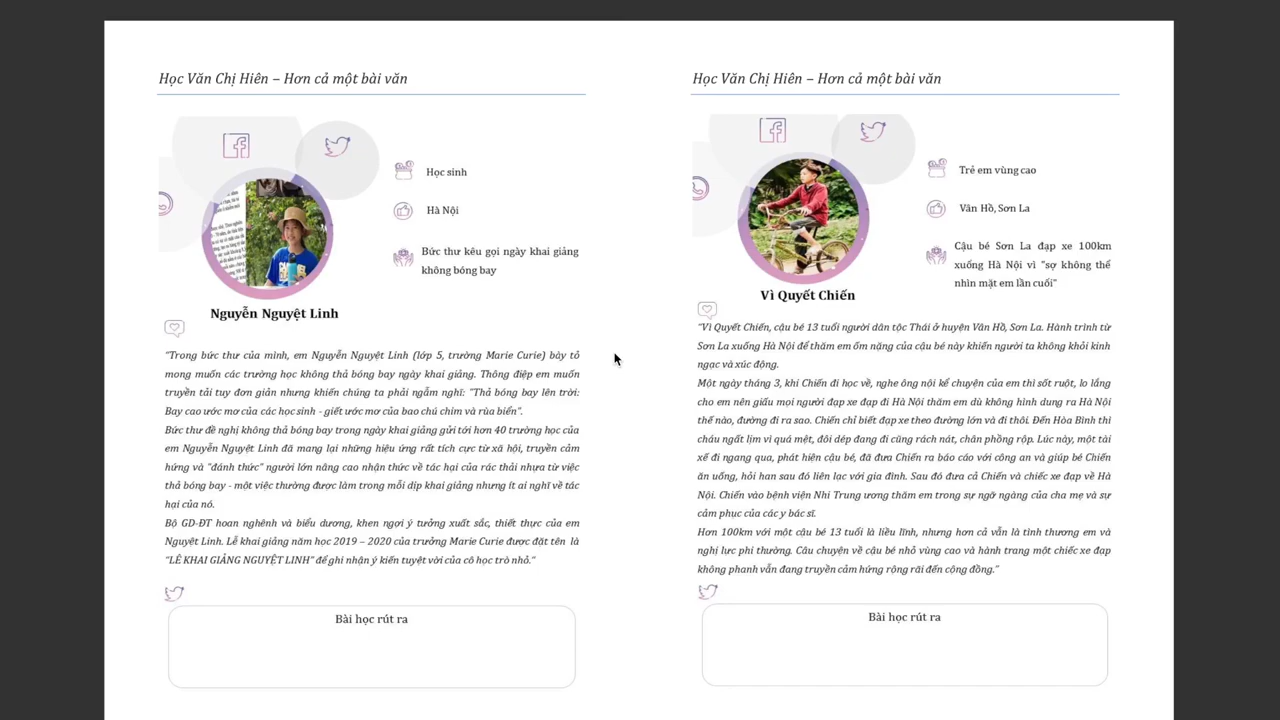 Học Văn Chị Hiên – Hơn cả một bài văn
Học sinh
Hà Nội
Bức thư kêu gọi ngày khai giảng
không bóng bay
Nguyễn Nguyệt Linh
"Trong bức thư của mình, em Nguyễn Nguyệt Linh (lớp 5, trường Marie Curie) bày tỏ
mong muốn các trường học không thả bóng bay ngày khai giảng. Thông điệp em muốn
truyền tải tuy đơn giản nhưng khiến chúng ta phải ngẫm nghĩ: "Thả bóng bay lên trời:
Bay cao ước mơ của các học sinh - giết ước mơ của bao chú chim và rùa biển".
Bức thư đề nghị không bóng bay trong ngày khai giảng gửi tới hơn 40 trường học của
em Nguyễn Nguyệt Linh đã mang lại những hiệu ứng rất tích cực từ xã hội, truyền cảm
hứng và "đánh thức" người lớn nâng cao nhận thức về tác hại của rác thải nhựa từ việc
thả bóng bay - một việc thường được làm trong mỗi dịp khai giảng nhưng ít ai nghĩ về tác
hại của nó.
Bộ GD-ĐT hoan nghênh và biểu dương, khen ngợi ý tưởng xuất sắc, thiết thực của em
Nguyệt Linh. Lễ khai giảng năm học 2019 – 2020 của trường Marie Curie được đặt tên là
"LỄ KHAI GIẢNG NGUYỆT LINH" để ghi nhận ý kiến tuyệt vời của cô học trò nhỏ."
Bài học rút ra
Học Văn Chị Hiên – Hơn cả một bài văn
Trẻ em vùng cao
Vân Hồ, Sơn La
Cậu bé Sơn La đạp xe 100km
xuống Hà Nội vì "sợ không thể
nhìn mặt em lần cuối"
Vì Quyết Chiến
"Vì Quyết Chiến, cậu bé 13 tuổi người dân tộc Thái ở huyện Vân Hồ, Sơn La. Hành trình từ
Sơn La xuống Hà Nội để thăm em ốm nặng của cậu bé này khiến người ta không khỏi kinh
ngạc và xúc động.
Một ngày tháng 3, khi Chiến đi học về, nghe ông nội kể chuyện của em thì sốt ruột, lo lắng
cho em nên giấu mọi người đạp xe đạp đi Hà Nội thăm em dù không hình dung ra Hà Nội
thế nào, đường đi ra sao. Chiến chỉ biết đạp xe theo đường lớn và đi thôi. Đến Hòa Bình thì
cháu ngất lịm vì quá mệt, đôi dép đang đi cũng rách nát, chân phồng rộp. Lúc này, một tài
xế đi ngang qua, phát hiện cậu bé, đã đưa Chiến ra báo cáo với công an và giúp bé Chiến
ăn uống, hỏi han sau đó liên lạc với gia đình. Sau đó đưa cả Chiến và chiếc xe đạp về Hà
Nội. Chiến vào bệnh viện Nhi Trung ương thăm em trong sự ngỡ ngàng của cha mẹ và sự
cảm phục của các y bác sĩ.
Hơn 100km với một cậu bé 13 tuổi là liều lĩnh, nhưng hơn cả vẫn là tình thương em và
nghị lực phi thường. Câu chuyện về cậu bé nhỏ vùng cao và hành trang một chiếc xe đạp
không phanh vẫn đang truyền cảm hứng rộng rãi đến cộng đồng."
Bài học rút ra